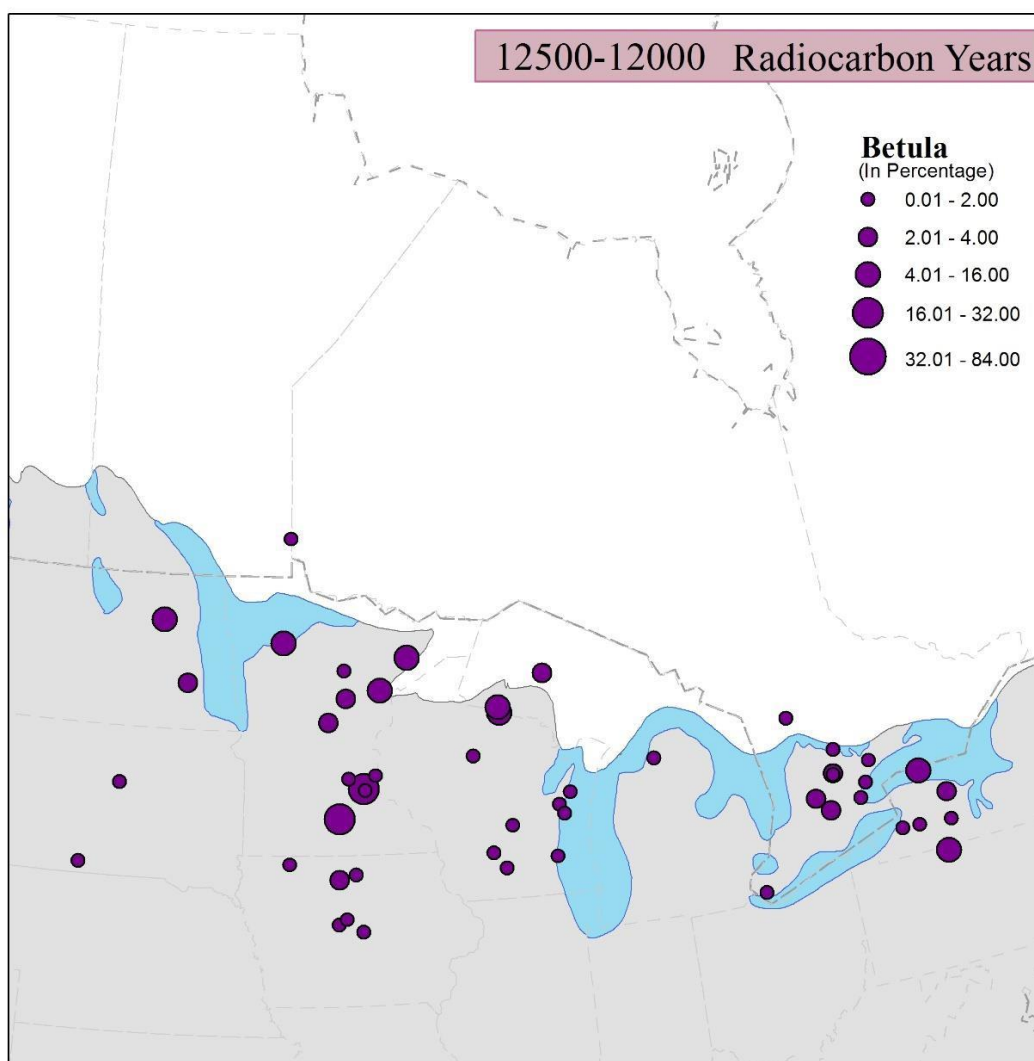 12500-12000 Radiocarbon Years
Betula
(In Percentage)
0.01 - 2.00
2.01 - 4.00
4.01 - 16.00
16.01 - 32.00
32.01 - 84.00